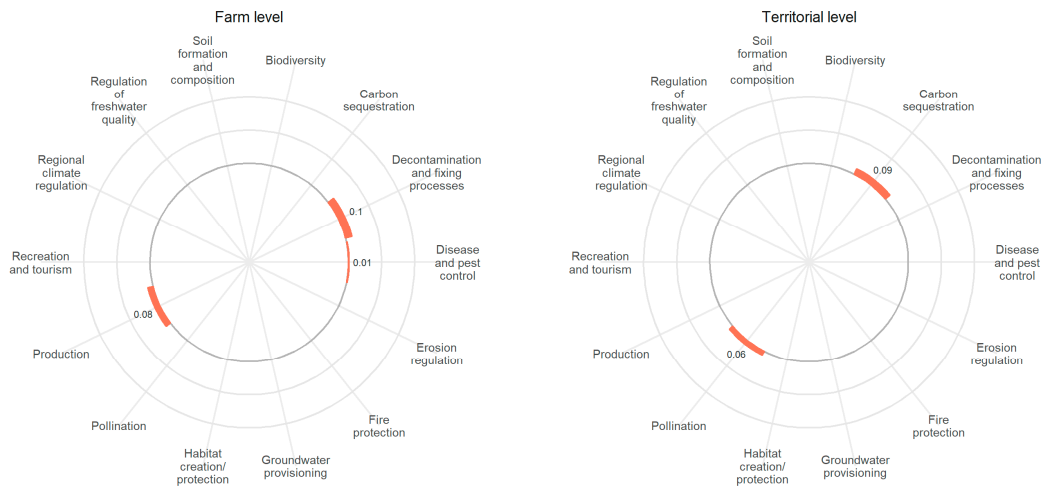 Farm level
Soil
formation
and
composition
Biodiversity
Regulation
of
freshwater
quality
Carbon
sequestration
Regional
climate
regulation
Decontamination
and fixing
processes
0.1
Recreation
and tourism
0.01
Disease
and pest
control
0.08
Production
Erosion
regulation
Pollination
Fire
protection
Habitat
creation/
protection
Groundwater
provisioning
Territorial level
Soil
formation
and
composition
Biodiversity
Regulation
of
freshwater
quality
Carbon
sequestration
Regional
climate
regulation
0.09
Decontamination
and fixing
processes
Recreation
and tourism
Disease
and pest
control
Production
0.06
Erosion
regulation
Pollination
Fire
protection
Habitat
creation/
protection
Groundwater
provisioning